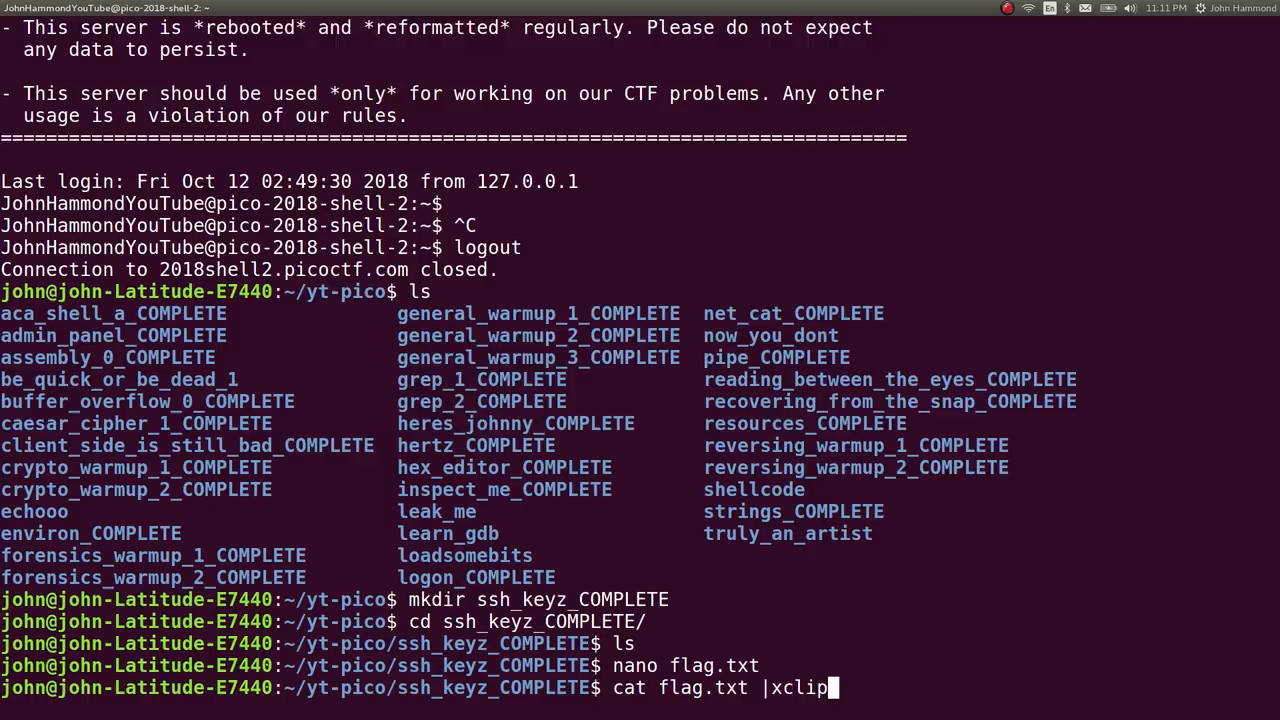 JohnHammondYouTube@pico-2018-shell-2: ~ En 11:11 PM John Hammond
- This server is *rebooted* and *reformatted* regularly. Please do not expect
any data to persist.
- This server should be used *only* for working on our CTF problems. Any other
usage is a violation of our rules.
================================================================================
Last login: Fri Oct 12 02:49:30 2018 from 127.0.0.1
JohnHammondYouTube@pico-2018-shell-2:~$
JohnHammondYouTube@pico-2018-shell-2:~$ ^C
JohnHammondYouTube@pico-2018-shell-2:~$ logout
Connection to 2018shell2.picoctf.com closed.
john@john-Latitude-E7440:~/yt-pico$ ls
aca_shell_a_COMPLETE general_warmup_1_COMPLETE net_cat_COMPLETE
admin_panel_COMPLETE general_warmup_2_COMPLETE now_you_dont
assembly_0_COMPLETE general_warmup_3_COMPLETE pipe_COMPLETE
be_quick_or_be_dead_1 grep_1_COMPLETE reading_between_the_eyes_COMPLETE
buffer_overflow_0_COMPLETE grep_2_COMPLETE recovering_from_the_snap_COMPLETE
caesar_cipher_1_COMPLETE heres_johnny_COMPLETE resources_COMPLETE
client_side_is_still_bad_COMPLETE hertz_COMPLETE reversing_warmup_1_COMPLETE
crypto_warmup_1_COMPLETE hex_editor_COMPLETE reversing_warmup_2_COMPLETE
crypto_warmup_2_COMPLETE inspect_me_COMPLETE shellcode
echooo leak_me strings_COMPLETE
environ_COMPLETE learn_gdb truly_an_artist
forensics_warmup_1_COMPLETE loadsomebits
forensics_warmup_2_COMPLETE logon_COMPLETE
john@john-Latitude-E7440:~/yt-pico$ mkdir ssh_keyz_COMPLETE
john@john-Latitude-E7440:~/yt-pico$ cd ssh_keyz_COMPLETE/
john@john-Latitude-E7440:~/yt-pico/ssh_keyz_COMPLETE$ ls
john@john-Latitude-E7440:~/yt-pico/ssh_keyz_COMPLETE$ nano flag.txt
john@john-Latitude-E7440:~/yt-pico/ssh_keyz_COMPLETE$ cat flag.txt |xclip